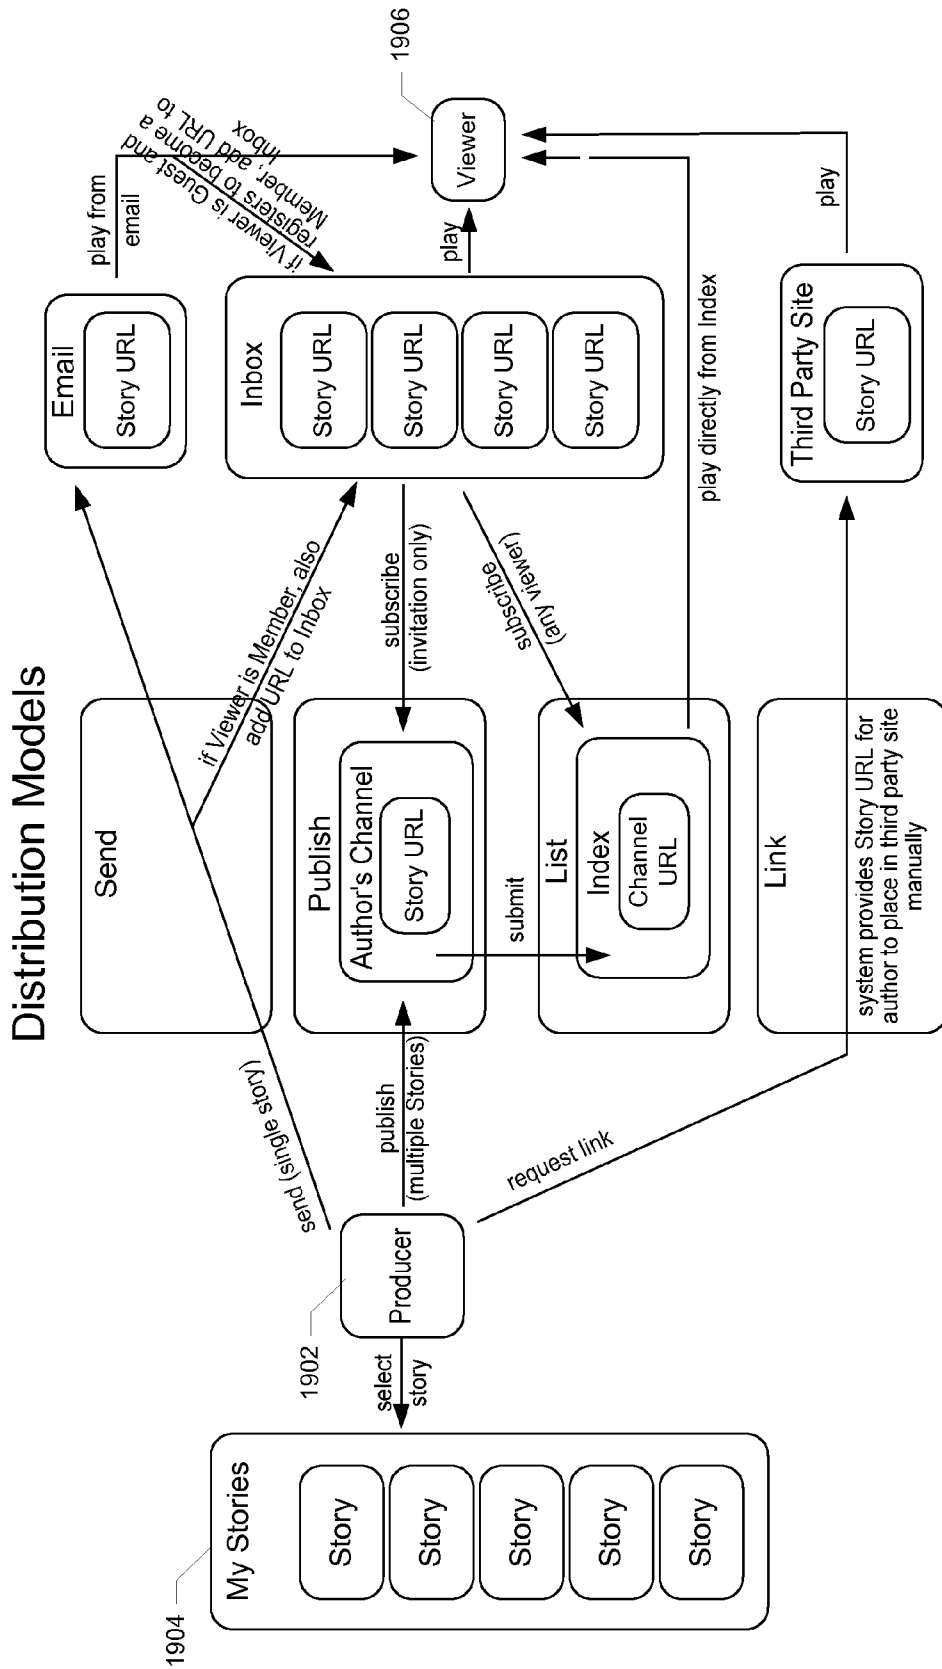 Distribution Models
1904
My Stories
Story
Story
Story
Story
Story
select
story
1902
Producer
send (single story)
publish
(multiple Stories)
request link
Send
if Viewer is Member, also
add URL to Inbox
Publish
Author's Channel
Story URL
submit
List
Index
Channel
URL
Link
system provides Story URL for
author to place in third party site
manually
subscribe
(invitation only)
subscribe
(any viewer)
play directly from Index
Email
Story URL
Inbox
Story URL
Story URL
Story URL
Story URL
Third Party Site
Story URL
play from
email
if Viewer is Guest and
registers to become a
Member, add URL to
Inbox
play
play
Viewer
1906